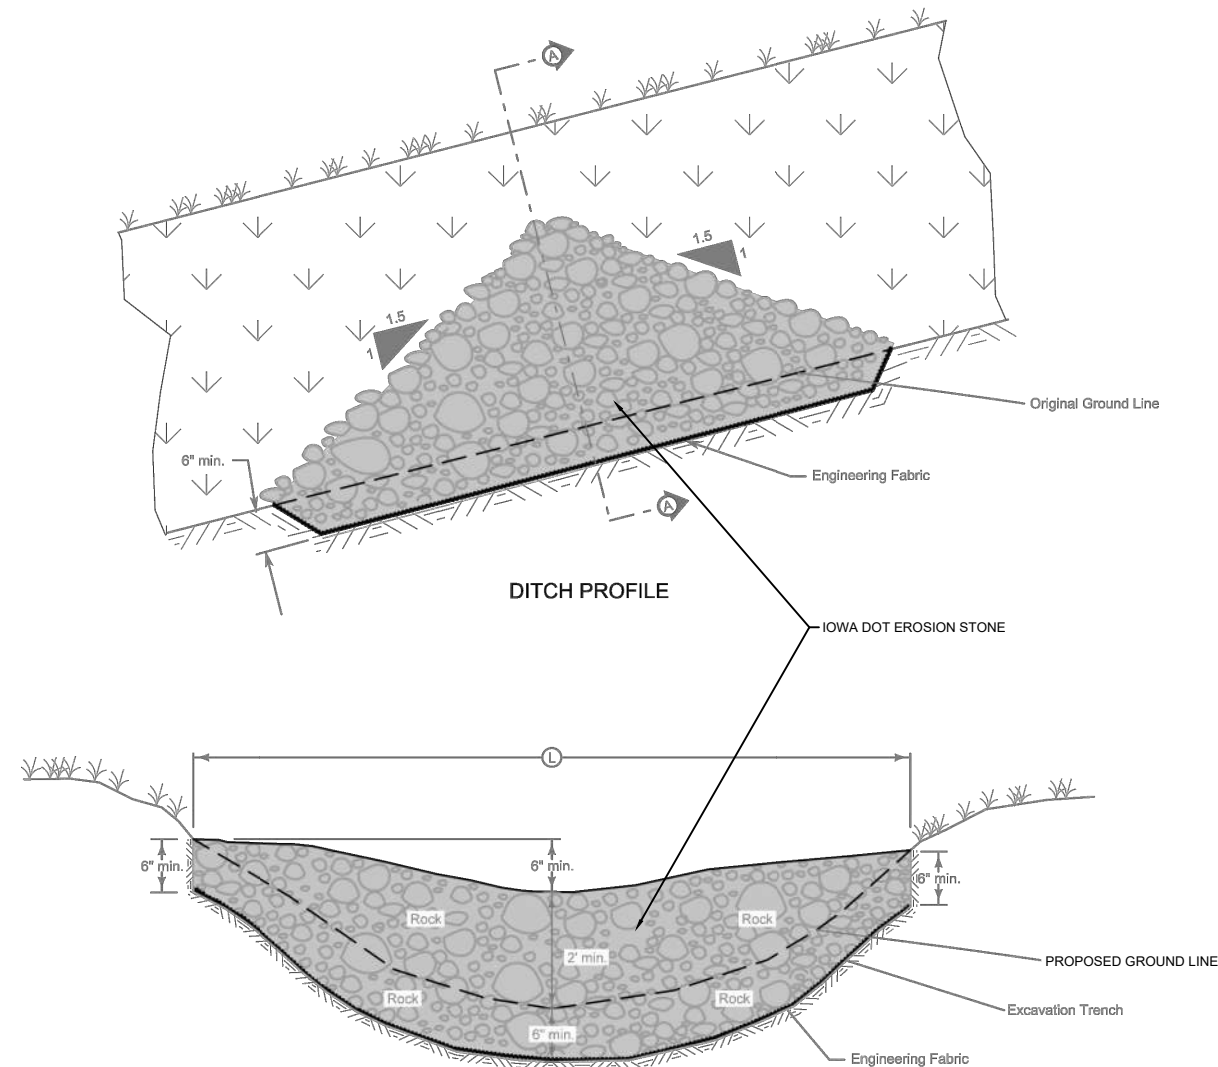 A
1.5
1
1.5
1
Original Ground Line
6" min.
Engineering Fabric
A
DITCH PROFILE
IOWA DOT EROSION STONE
L
6" min.
6" min.
6" min.
Rock
Rock
2' min.
PROPOSED GROUND LINE
Rock
Rock
Excavation Trench
6" min.
Engineering Fabric